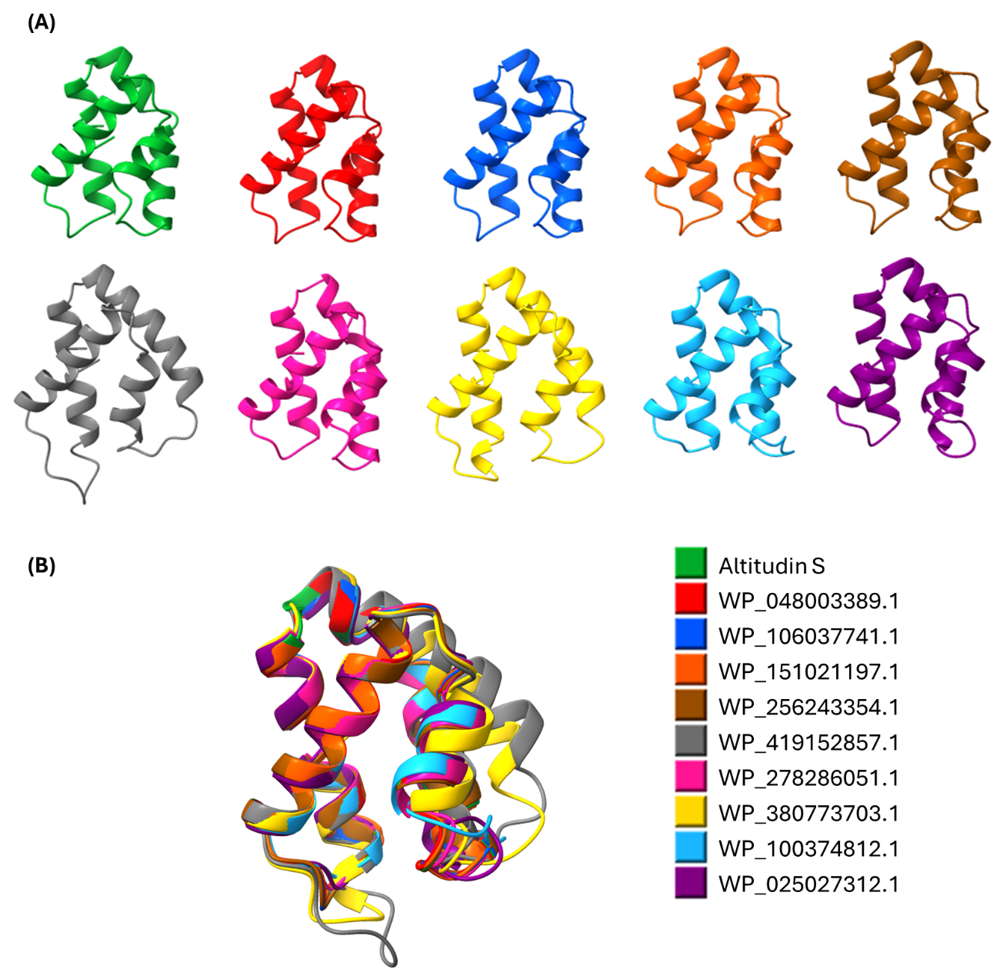 (A)
(B)
Altitudin S
WP_048003389.1
WP_106037741.1
WP_151021197.1
WP_256243354.1
WP_419152857.1
WP_278286051.1
WP_380773703.1
WP_100374812.1
WP_025027312.1